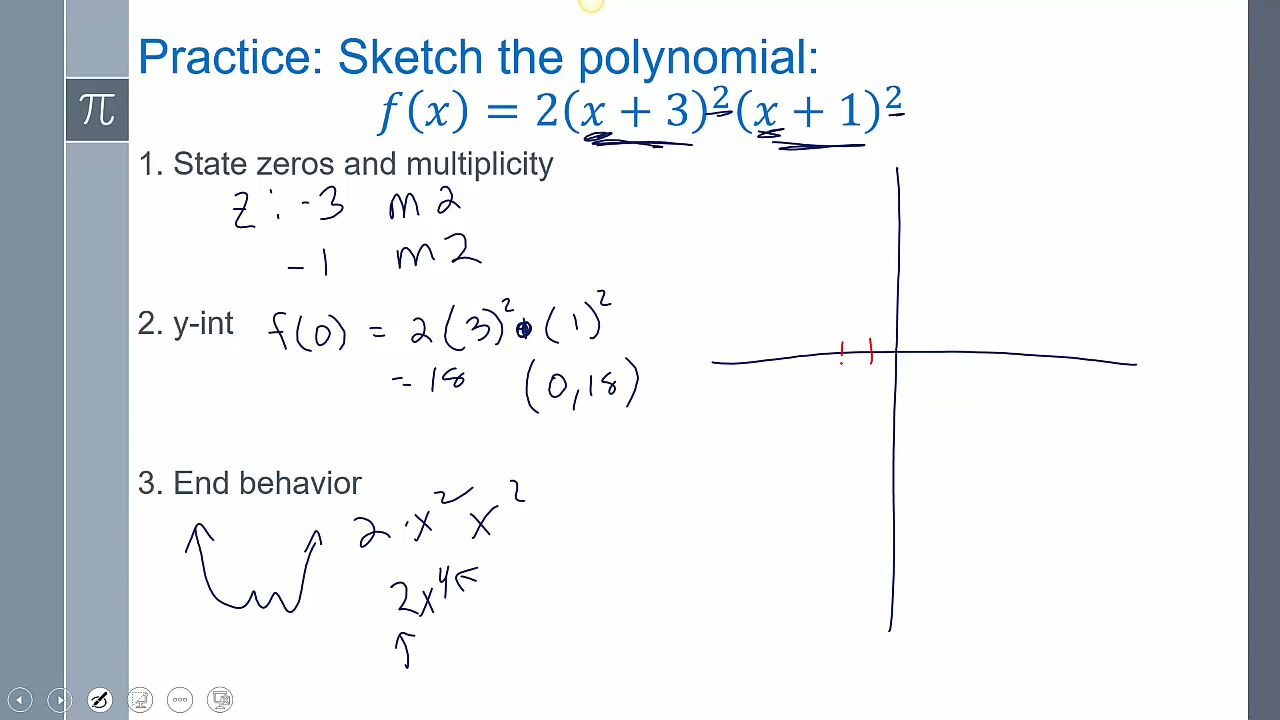 Practice: Sketch the polynomial:
π
f(x) = 2(x + 3)²(x + 1)²
1. State zeros and multiplicity
z : -3 m 2
-1 m 2
2. y-int f(0) = 2(3)²•(1)²
= 18 (0,18)
3. End behavior
2·x² x²
2x⁴